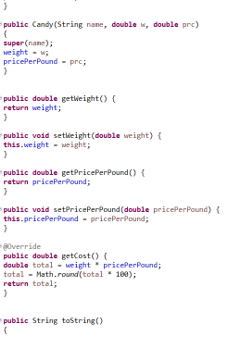 }
public Candy(String name, double w, double prc)
{
super(name);
weight = w;
pricePerPound = prc;
}
public double getWeight() {
return weight;
}
public void setWeight(double weight) {
this.weight = weight;
}
public double getPricePerPound() {
return pricePerPound;
}
public void setPricePerPound(double pricePerPound) {
this.pricePerPound = pricePerPound;
}
@Override
public double getCost() {
double total = weight * pricePerPound;
total = Math.round(total * 100);
return total;
}
public String toString()
{